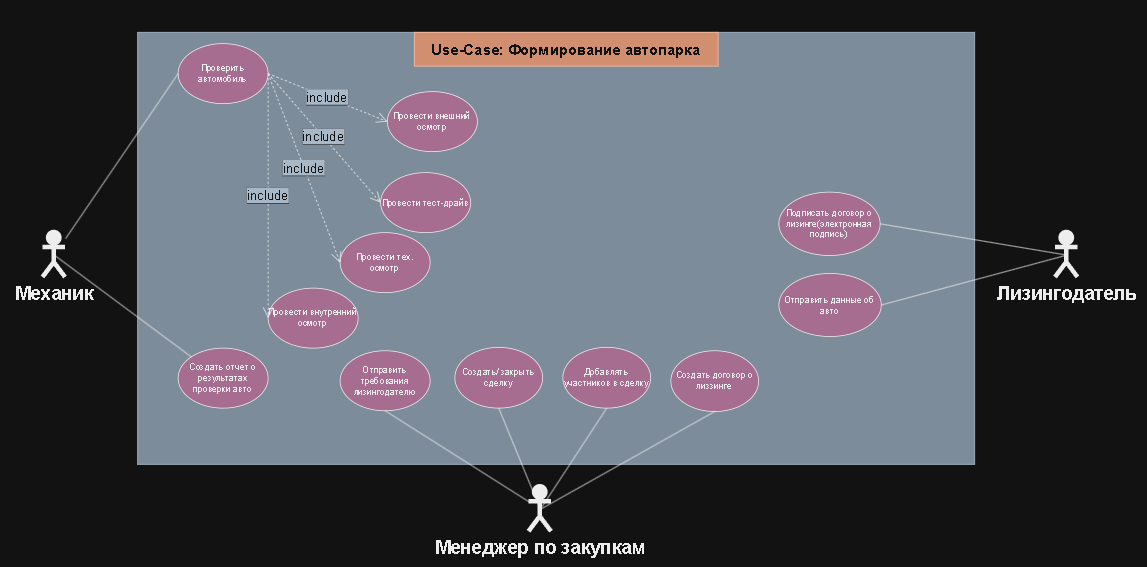 Use-Case: Формирование автопарка
Проверить
автомобиль
include
Провести внешний
осмотр
include
include
include
Провести тест-драйв
Подписать договор о
лизинге(электронная
подпись)
Провести тех.
осмотр
Механик
Лизингодатель
Отправить данные об
авто
Провести внутренний
осмотр
Создать отчет о
результатах
проверки авто
Отправить
требования
лизингодателю
Создать/закрыть
сделку
Добавлять
участников в сделку
Создать договор о
лиззинге
Менеджер по закупкам